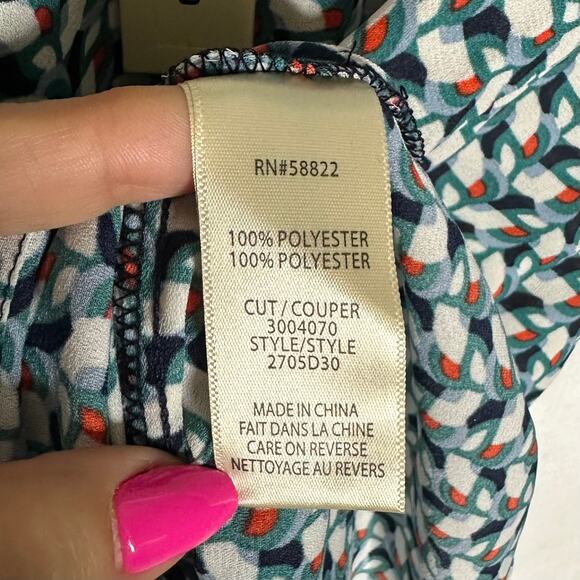 RN#58822
100% POLYESTER
100% POLYESTER
CUT / COUPER
3004070
STYLE/STYLE
2705D30
MADE IN CHINA
FAIT DANS LA CHINE
CARE ON REVERSE
NETTOYAGE AU REVERS